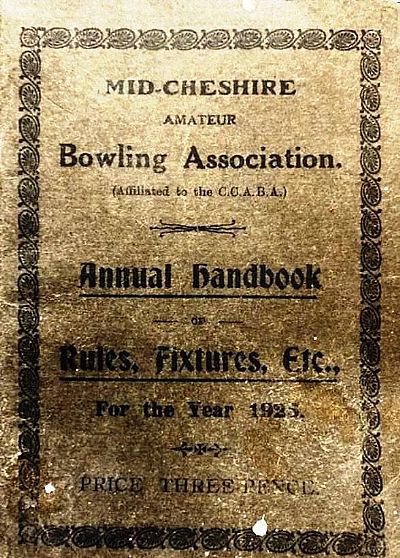 MID-CHESHIRE
AMATEUR
Bowling Association.
(Affiliated to the C.C.A.B.A.)
Annual Handbook
— OF —
Rules, Fixtures, Etc.,
For the Year 1925.
PRICE THREE PENCE.